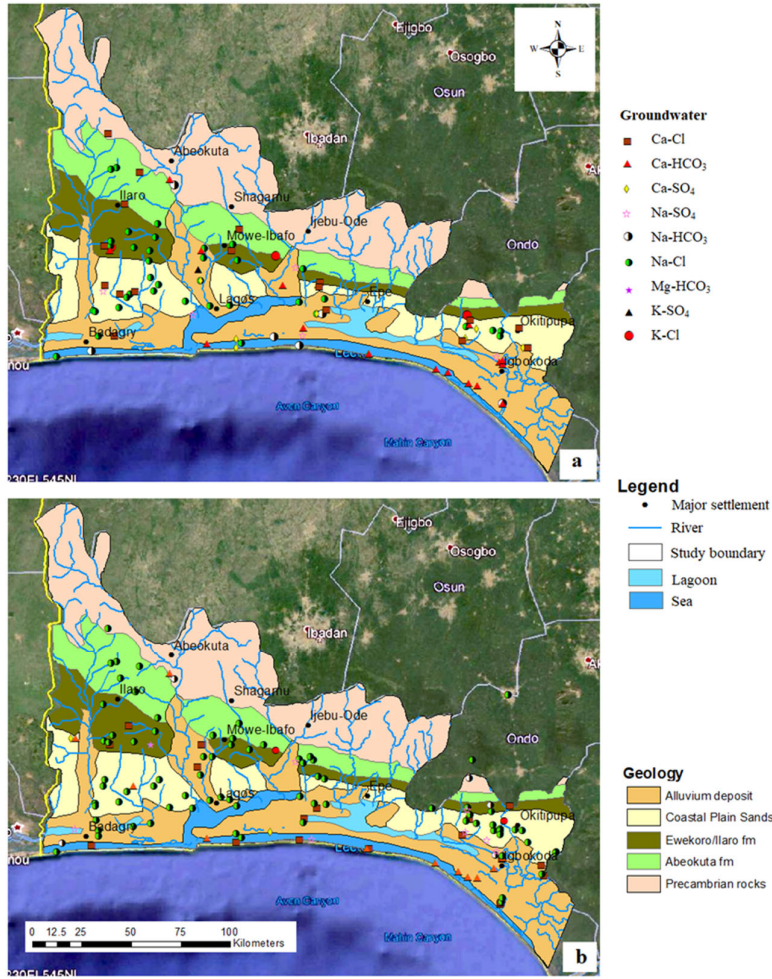 Ejigbo
N
W
E
S
Osogbo
Osun
Ibadan
Abeokuta
Ilaro
Shagamu
Ijebu-Ode
Mowe-Ibafo
Ondo
Lagos
Epe
Okitipupa
Badagry
Igbokoda
Avon Canyon
Mahin Canyon
a
Groundwater
Ca-Cl
Ca-HCO₃
Ca-SO₄
Na-SO₄
Na-HCO₃
Na-Cl
Mg-HCO₃
K-SO₄
K-Cl
Legend
Major settlement
River
Study boundary
Lagoon
Sea
Ejigbo
Osogbo
Osun
Ibadan
Abeokuta
Ilaro
Shagamu
Ijebu-Ode
Mowe-Ibafo
Ondo
Lagos
Epe
Okitipupa
Badagry
Avon Canyon
Mahin Canyon
0 12.5 25 50 75 100
Kilometers
b
Geology
Alluvium deposit
Coastal Plain Sands
Ewekoro/Ilaro fm
Abeokuta fm
Precambrian rocks